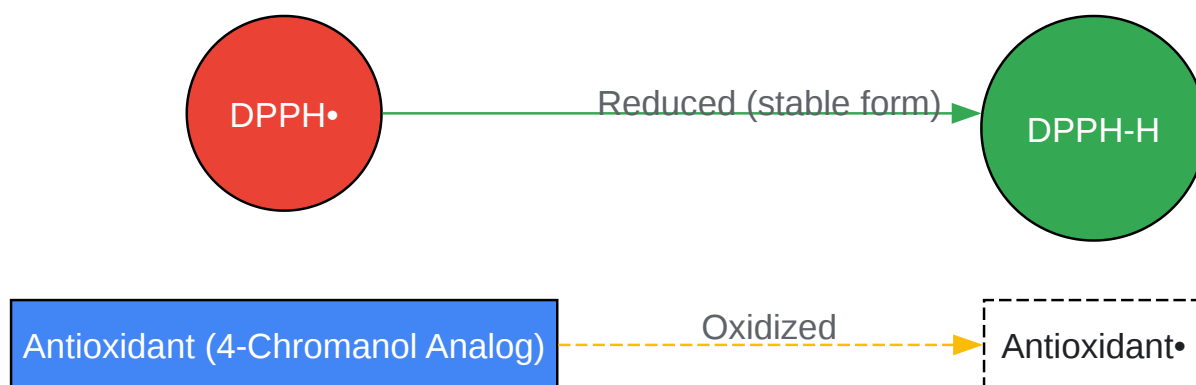 DPPH•
Reduced (stable form)
DPPH-H
Antioxidant (4-Chromanol Analog)
Oxidized
Antioxidant•